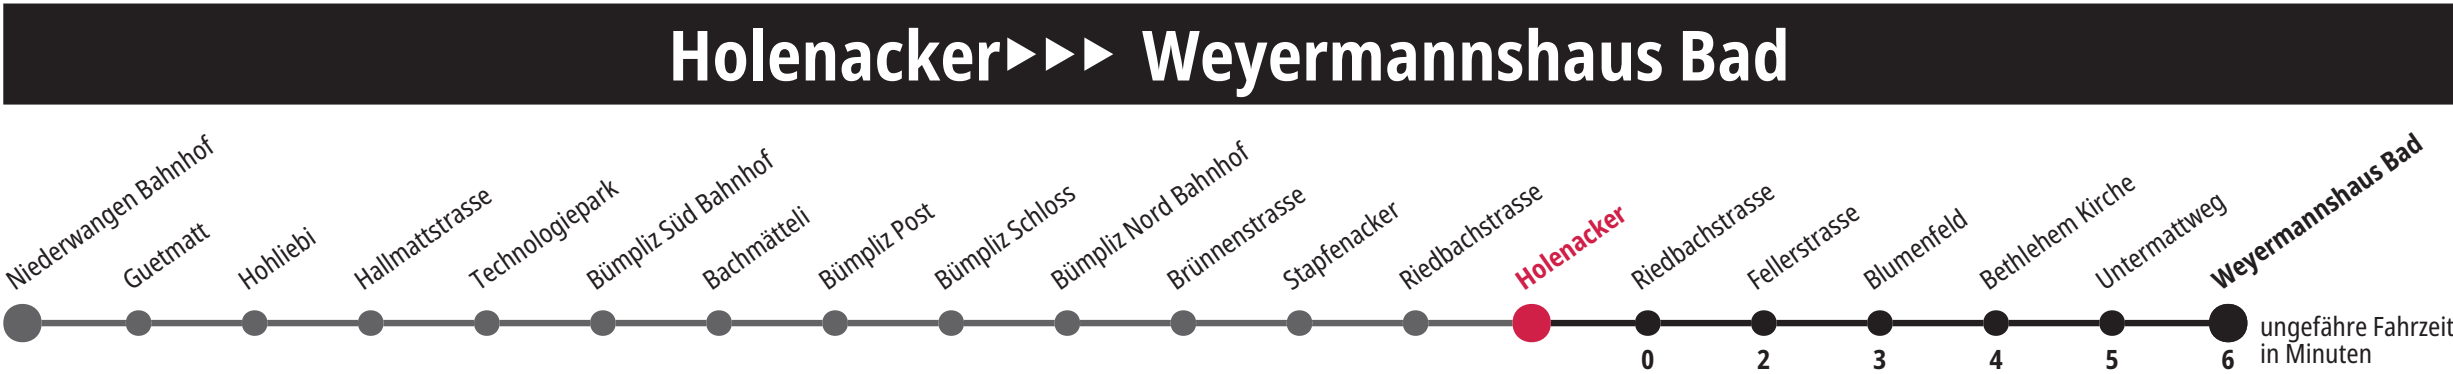 Holenacker▶▶▶ Weyermannshaus Bad
Niederwangen Bahnhof
Guetmatt
Hohliebi
Hallmattstrasse
Technologiepark
Bümpliz Süd Bahnhof
Bachmätteli
Bümpliz Post
Bümpliz Schloss
Bümpliz Nord Bahnhof
Brünnenstrasse
Stapfenacker
Riedbachstrasse
Holenacker
Riedbachstrasse
Fellerstrasse
Blumenfeld
Bethlehem Kirche
Untermattweg
Weyermannshaus Bad
0 2 3 4 5 6
ungefähre Fahrzeit
in Minuten